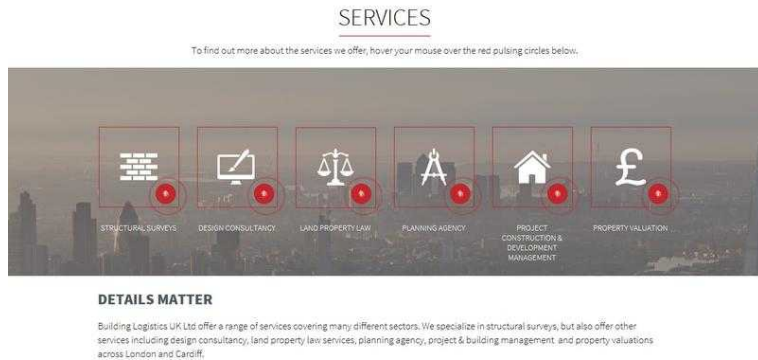 SERVICES
To find out more about the services we offer, hover your mouse over the red pulsing circles below.
STRUCTURAL SURVEYS
DESIGN CONSULTANCY
LAND PROPERTY LAW
PLANNING AGENCY
PROJECT
CONSTRUCTION &
DEVELOPMENT
MANAGEMENT
PROPERTY VALUATION
DETAILS MATTER
Building Logistics UK Ltd offer a range of services covering many different sectors. We specialize in structural surveys, but also offer other
services including design consultancy, land property law services, planning agency, project & building management and property valuations
across London and Cardiff.